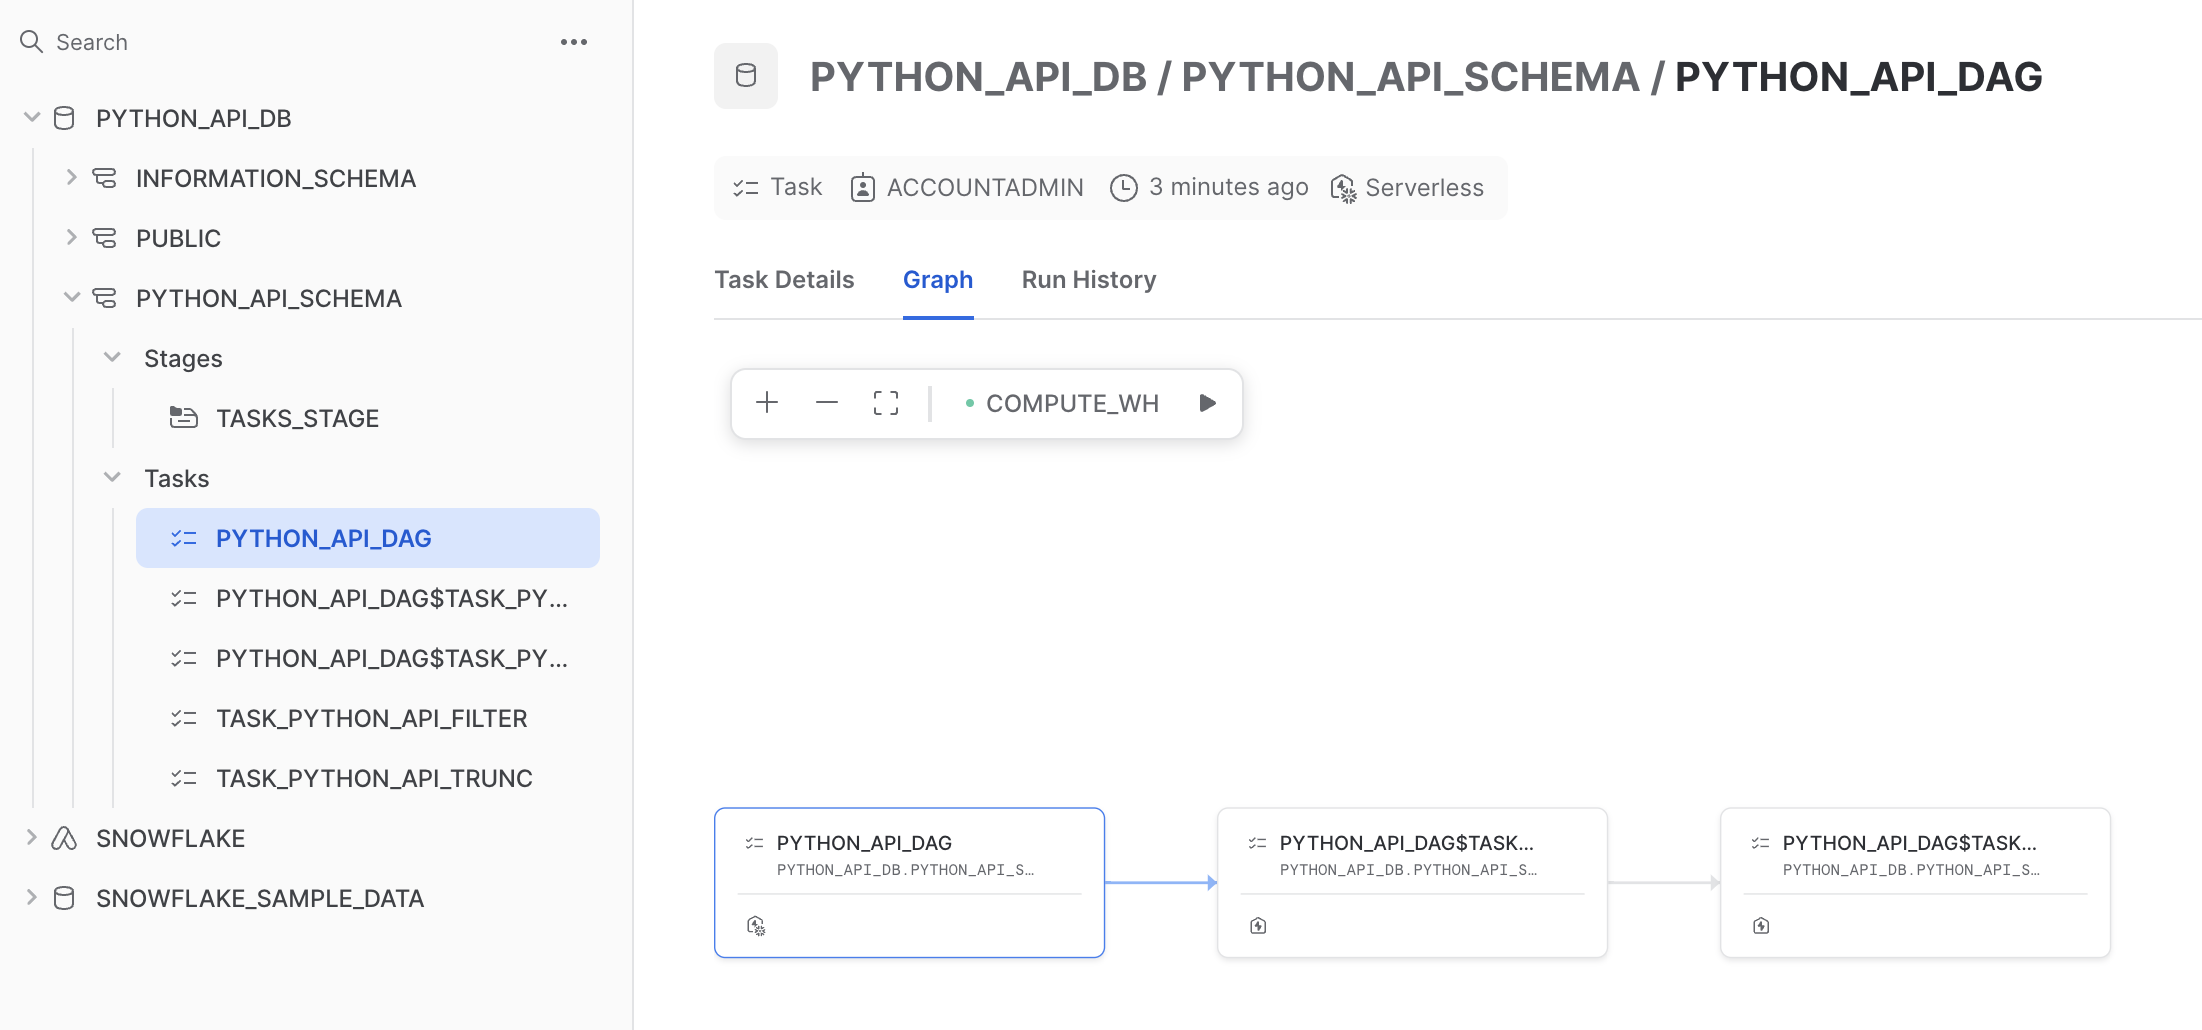 Search
PYTHON_API_DB
INFORMATION_SCHEMA
PUBLIC
PYTHON_API_SCHEMA
Stages
TASKS_STAGE
Tasks
PYTHON_API_DAG
PYTHON_API_DAG$TASK_PY...
PYTHON_API_DAG$TASK_PY...
TASK_PYTHON_API_FILTER
TASK_PYTHON_API_TRUNC
SNOWFLAKE
SNOWFLAKE_SAMPLE_DATA
PYTHON_API_DB / PYTHON_API_SCHEMA / PYTHON_API_DAG
Task ACCOUNTADMIN 3 minutes ago Serverless
Task Details Graph Run History
COMPUTE_WH
PYTHON_API_DAG
PYTHON_API_DB.PYTHON_API_S…
PYTHON_API_DAG$TASK...
PYTHON_API_DB.PYTHON_API_S…
PYTHON_API_DAG$TASK...
PYTHON_API_DB.PYTHON_API_S…